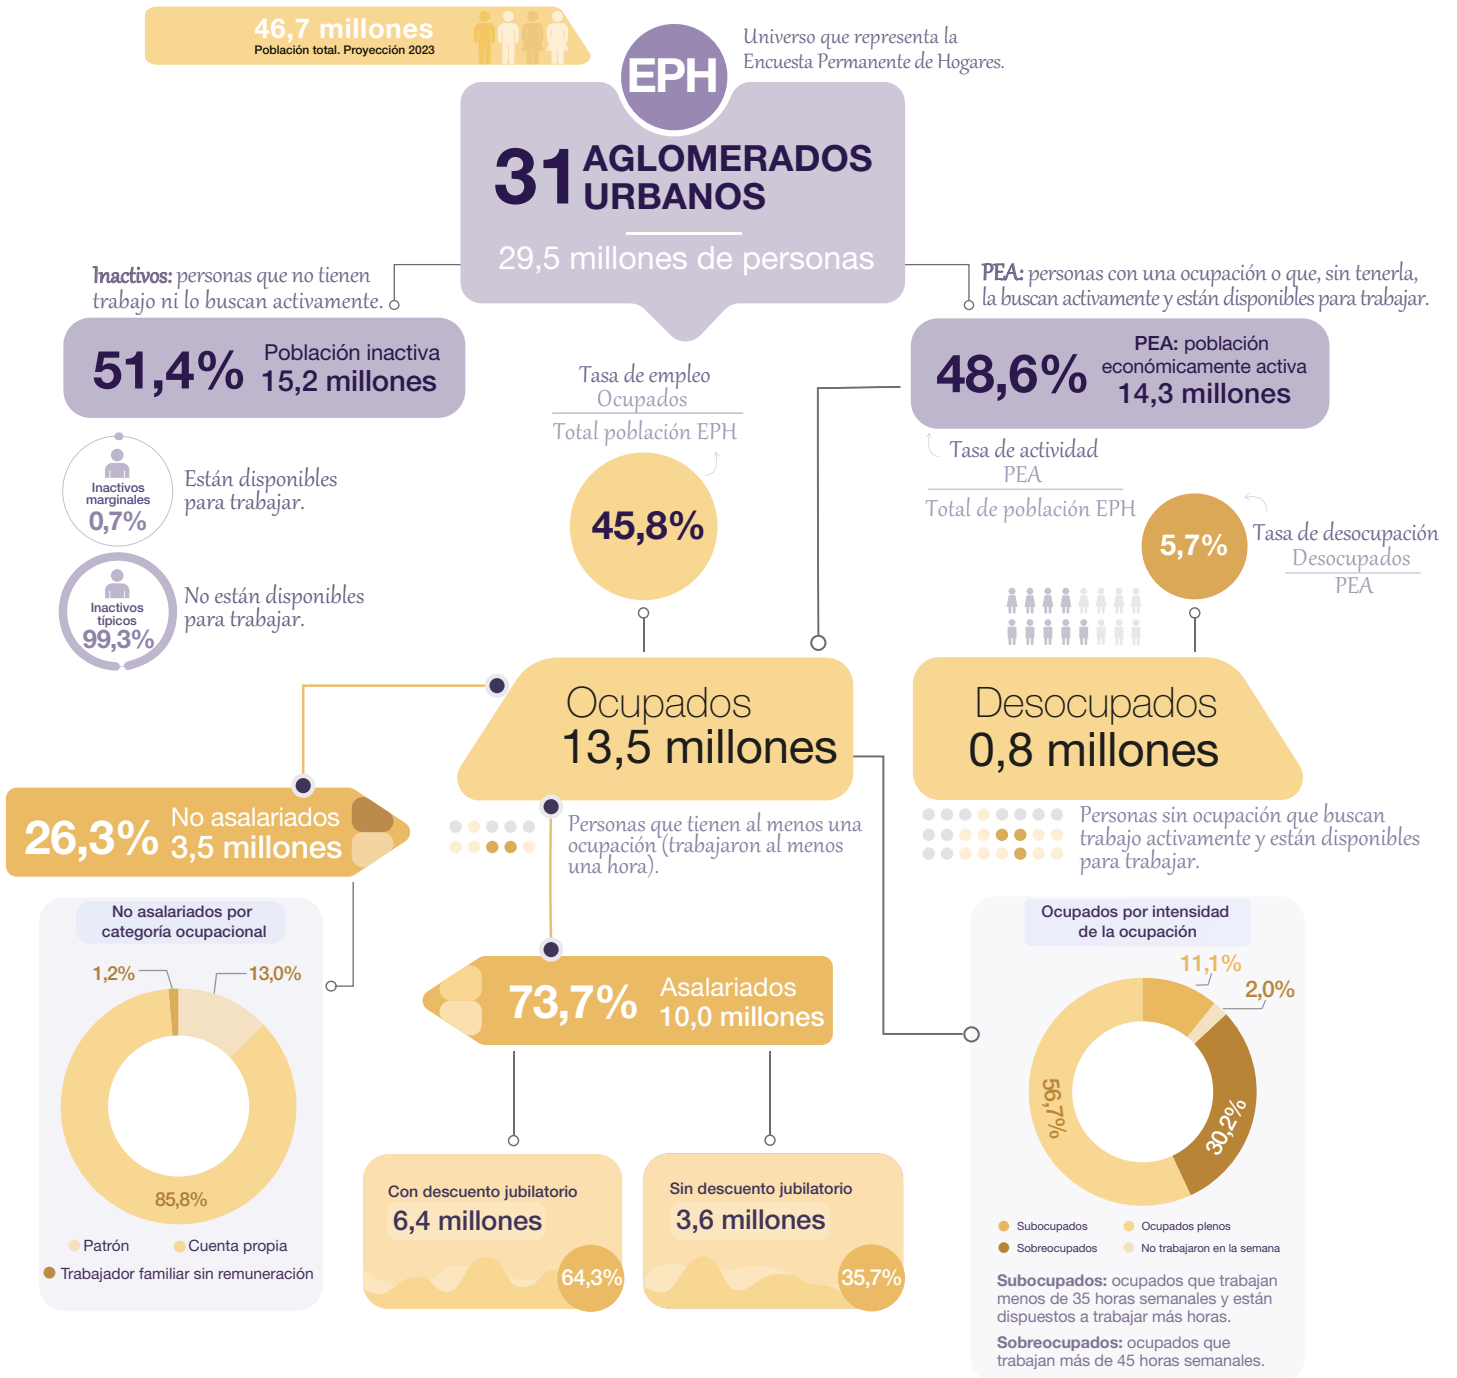 46,7 millones
Población total. Proyección 2023
EPH
Universo que representa la
Encuesta Permanente de Hogares.
31 AGLOMERADOS
URBANOS
29,5 millones de personas
Inactivos: personas que no tienen
trabajo ni lo buscan activamente.
PEA: personas con una ocupación o que, sin tenerla,
la buscan activamente y están disponibles para trabajar.
51,4%
Población inactiva
15,2 millones
48,6%
PEA: población
económicamente activa
14,3 millones
Tasa de empleo
Ocupados
Total población EPH
45,8%
Tasa de actividad
PEA
Total de población EPH
5,7%
Tasa de desocupación
Desocupados
PEA
Inactivos
marginales
0,7%
Están disponibles
para trabajar.
Inactivos
típicos
99,3%
No están disponibles
para trabajar.
Ocupados
13,5 millones
Desocupados
0,8 millones
26,3%
No asalariados
3,5 millones
Personas que tienen al menos una
ocupación (trabajaron al menos
una hora).
Personas sin ocupación que buscan
trabajo activamente y están disponibles
para trabajar.
No asalariados por
categoría ocupacional
1,2%
13,0%
85,8%
Patrón
Cuenta propia
Trabajador familiar sin remuneración
73,7%
Asalariados
10,0 millones
Con descuento jubilatorio
6,4 millones
64,3%
Sin descuento jubilatorio
3,6 millones
35,7%
Ocupados por intensidad
de la ocupación
11,1%
2,0%
56,7%
30,2%
Subocupados
Ocupados plenos
Sobreocupados
No trabajaron en la semana
Subocupados: ocupados que trabajan
menos de 35 horas semanales y están
dispuestos a trabajar más horas.
Sobreocupados: ocupados que
trabajan más de 45 horas semanales.